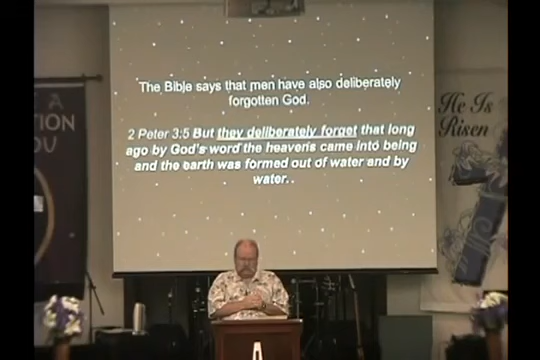 The Bible says that men have also deliberately
forgotten God.
2 Peter 3:5 But they deliberately forget that long
ago by God's word the heavens came into being
and the earth was formed out of water and by
water..
A
TION
OU
He Is
Risen
A